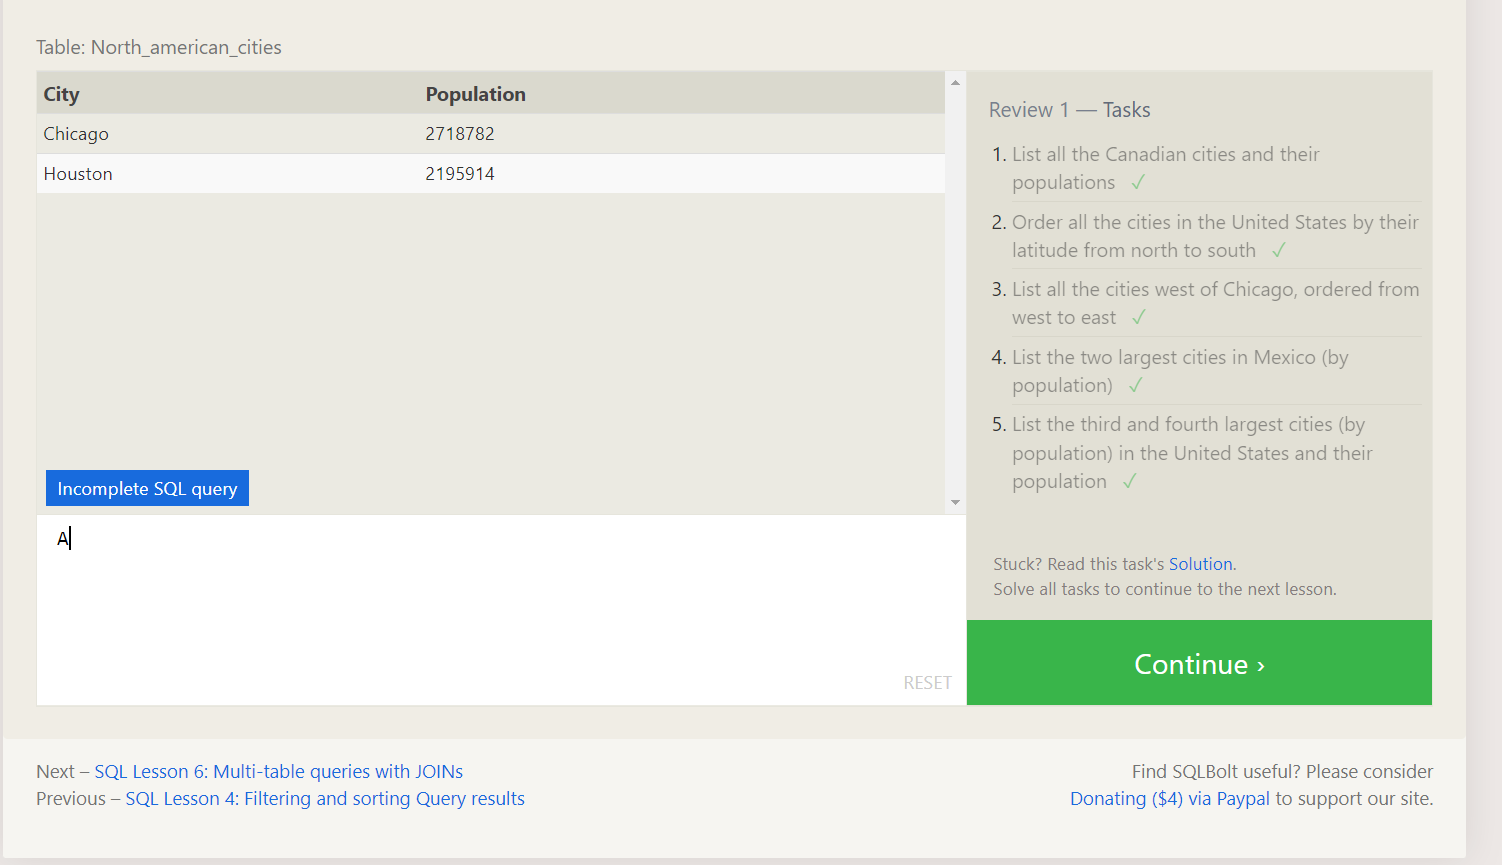 Table: North_american_cities
City Population
Chicago 2718782
Houston 2195914
Incomplete SQL query
A
RESET
Review 1 — Tasks
1. List all the Canadian cities and their
populations ✓
2. Order all the cities in the United States by their
latitude from north to south ✓
3. List all the cities west of Chicago, ordered from
west to east ✓
4. List the two largest cities in Mexico (by
population) ✓
5. List the third and fourth largest cities (by
population) in the United States and their
population ✓
Stuck? Read this task's Solution.
Solve all tasks to continue to the next lesson.
Continue ›
Next – SQL Lesson 6: Multi-table queries with JOINs
Previous – SQL Lesson 4: Filtering and sorting Query results
Find SQLBolt useful? Please consider
Donating ($4) via Paypal to support our site.